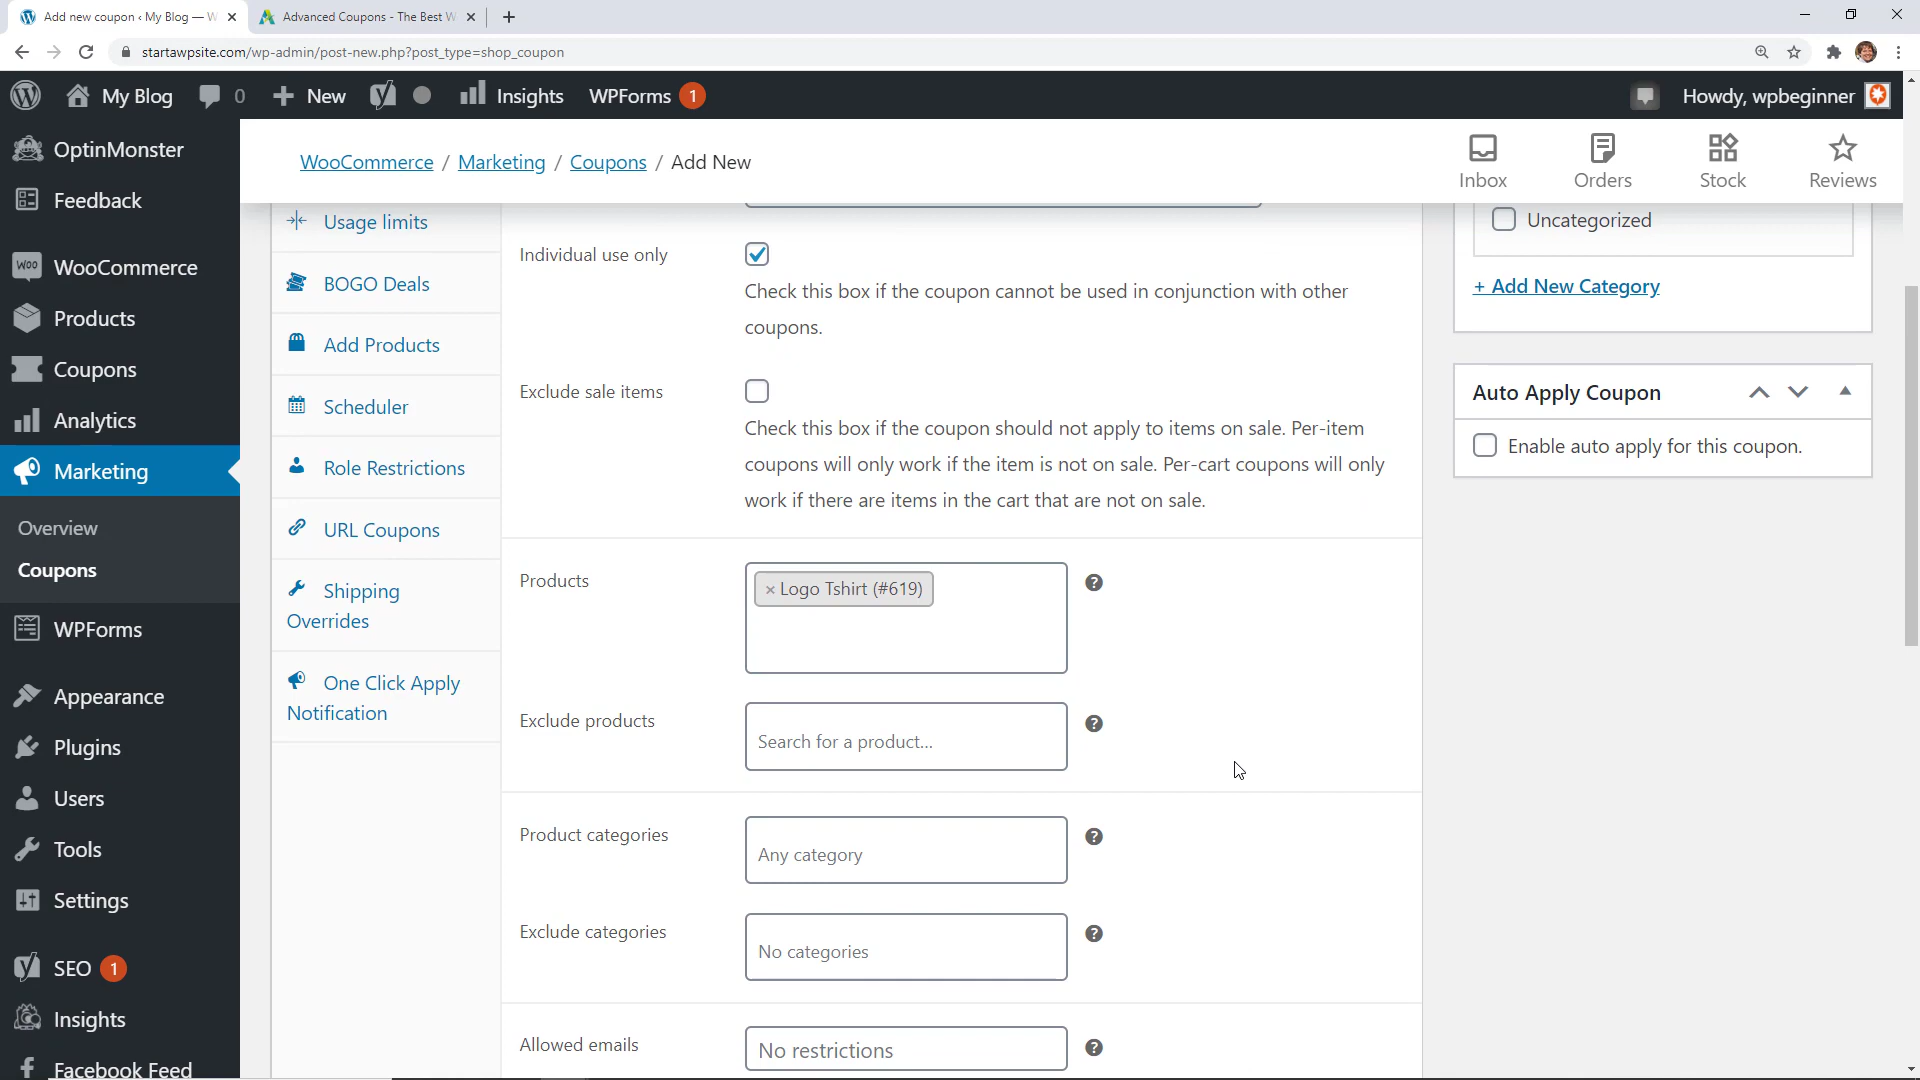 Add new coupon ‹ My Blog — W
Advanced Coupons - The Best W
startawpsite.com/wp-admin/post-new.php?post_type=shop_coupon
My Blog
0
New
Insights
WPForms 1
Howdy, wpbeginner
OptinMonster
Feedback
WooCommerce
Products
Coupons
Analytics
Marketing
Overview
Coupons
WPForms
Appearance
Plugins
Users
Tools
Settings
SEO 1
Insights
Facebook Feed
WooCommerce / Marketing / Coupons / Add New
Inbox
Orders
Stock
Reviews
Usage limits
BOGO Deals
Add Products
Scheduler
Role Restrictions
URL Coupons
Shipping
Overrides
One Click Apply
Notification
Individual use only
Check this box if the coupon cannot be used in conjunction with other
coupons.
Exclude sale items
Check this box if the coupon should not apply to items on sale. Per-item
coupons will only work if the item is not on sale. Per-cart coupons will only
work if there are items in the cart that are not on sale.
Products
× Logo Tshirt (#619)
Exclude products
Search for a product…
Product categories
Any category
Exclude categories
No categories
Allowed emails
No restrictions
Uncategorized
+ Add New Category
Auto Apply Coupon
Enable auto apply for this coupon.